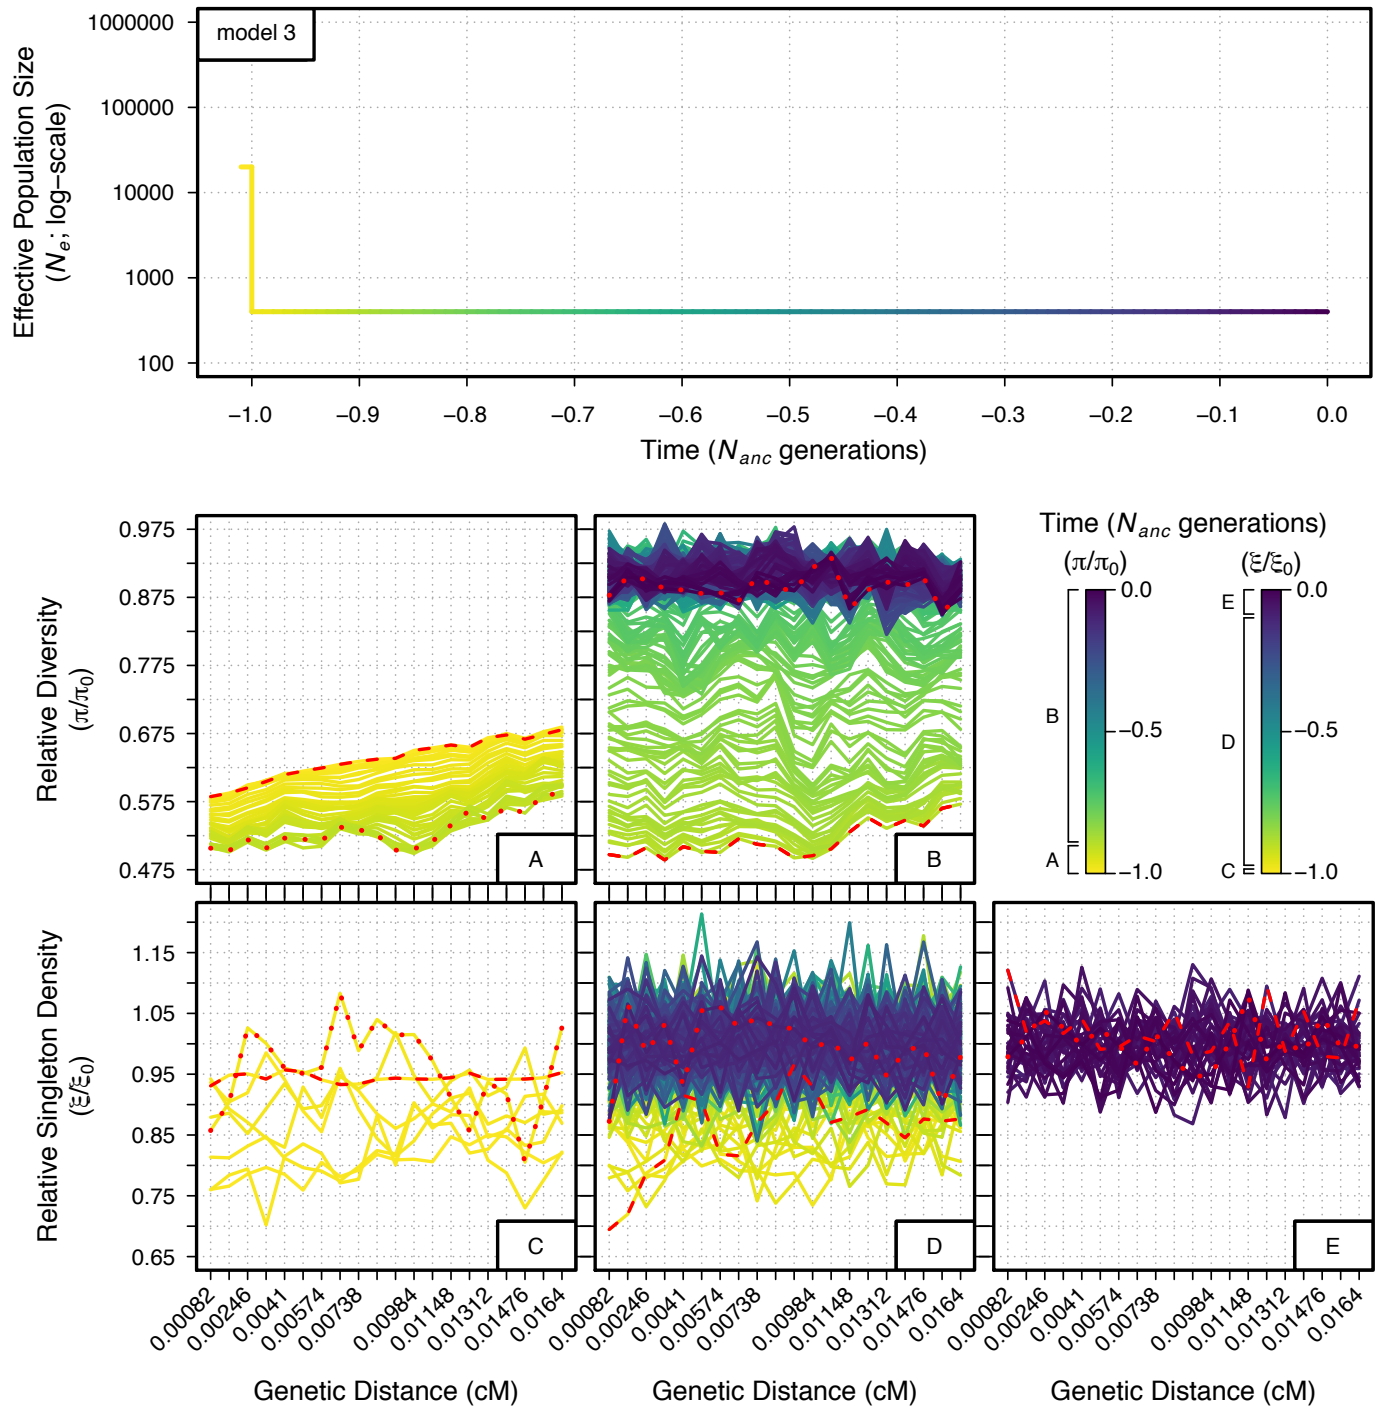 model 3
Effective Population Size
(Ne; log−scale)
1000000
100000
10000
1000
100
−1.0 −0.9 −0.8 −0.7 −0.6 −0.5 −0.4 −0.3 −0.2 −0.1 0.0
Time (Nanc generations)
Relative Diversity
(π/π0)
0.975
0.875
0.775
0.675
0.575
0.475
A
B
Time (Nanc generations)
(π/π0) (ξ/ξ0)
0.0
−0.5
−1.0
B
A
0.0
−0.5
−1.0
E
D
C
Relative Singleton Density
(ξ/ξ0)
1.15
1.05
0.95
0.85
0.75
0.65
C
D
E
0.00082 0.00246 0.0041 0.00574 0.00738 0.00984 0.01148 0.01312 0.01476 0.0164
0.00082 0.00246 0.0041 0.00574 0.00738 0.00984 0.01148 0.01312 0.01476 0.0164
0.00082 0.00246 0.0041 0.00574 0.00738 0.00984 0.01148 0.01312 0.01476 0.0164
Genetic Distance (cM)
Genetic Distance (cM)
Genetic Distance (cM)